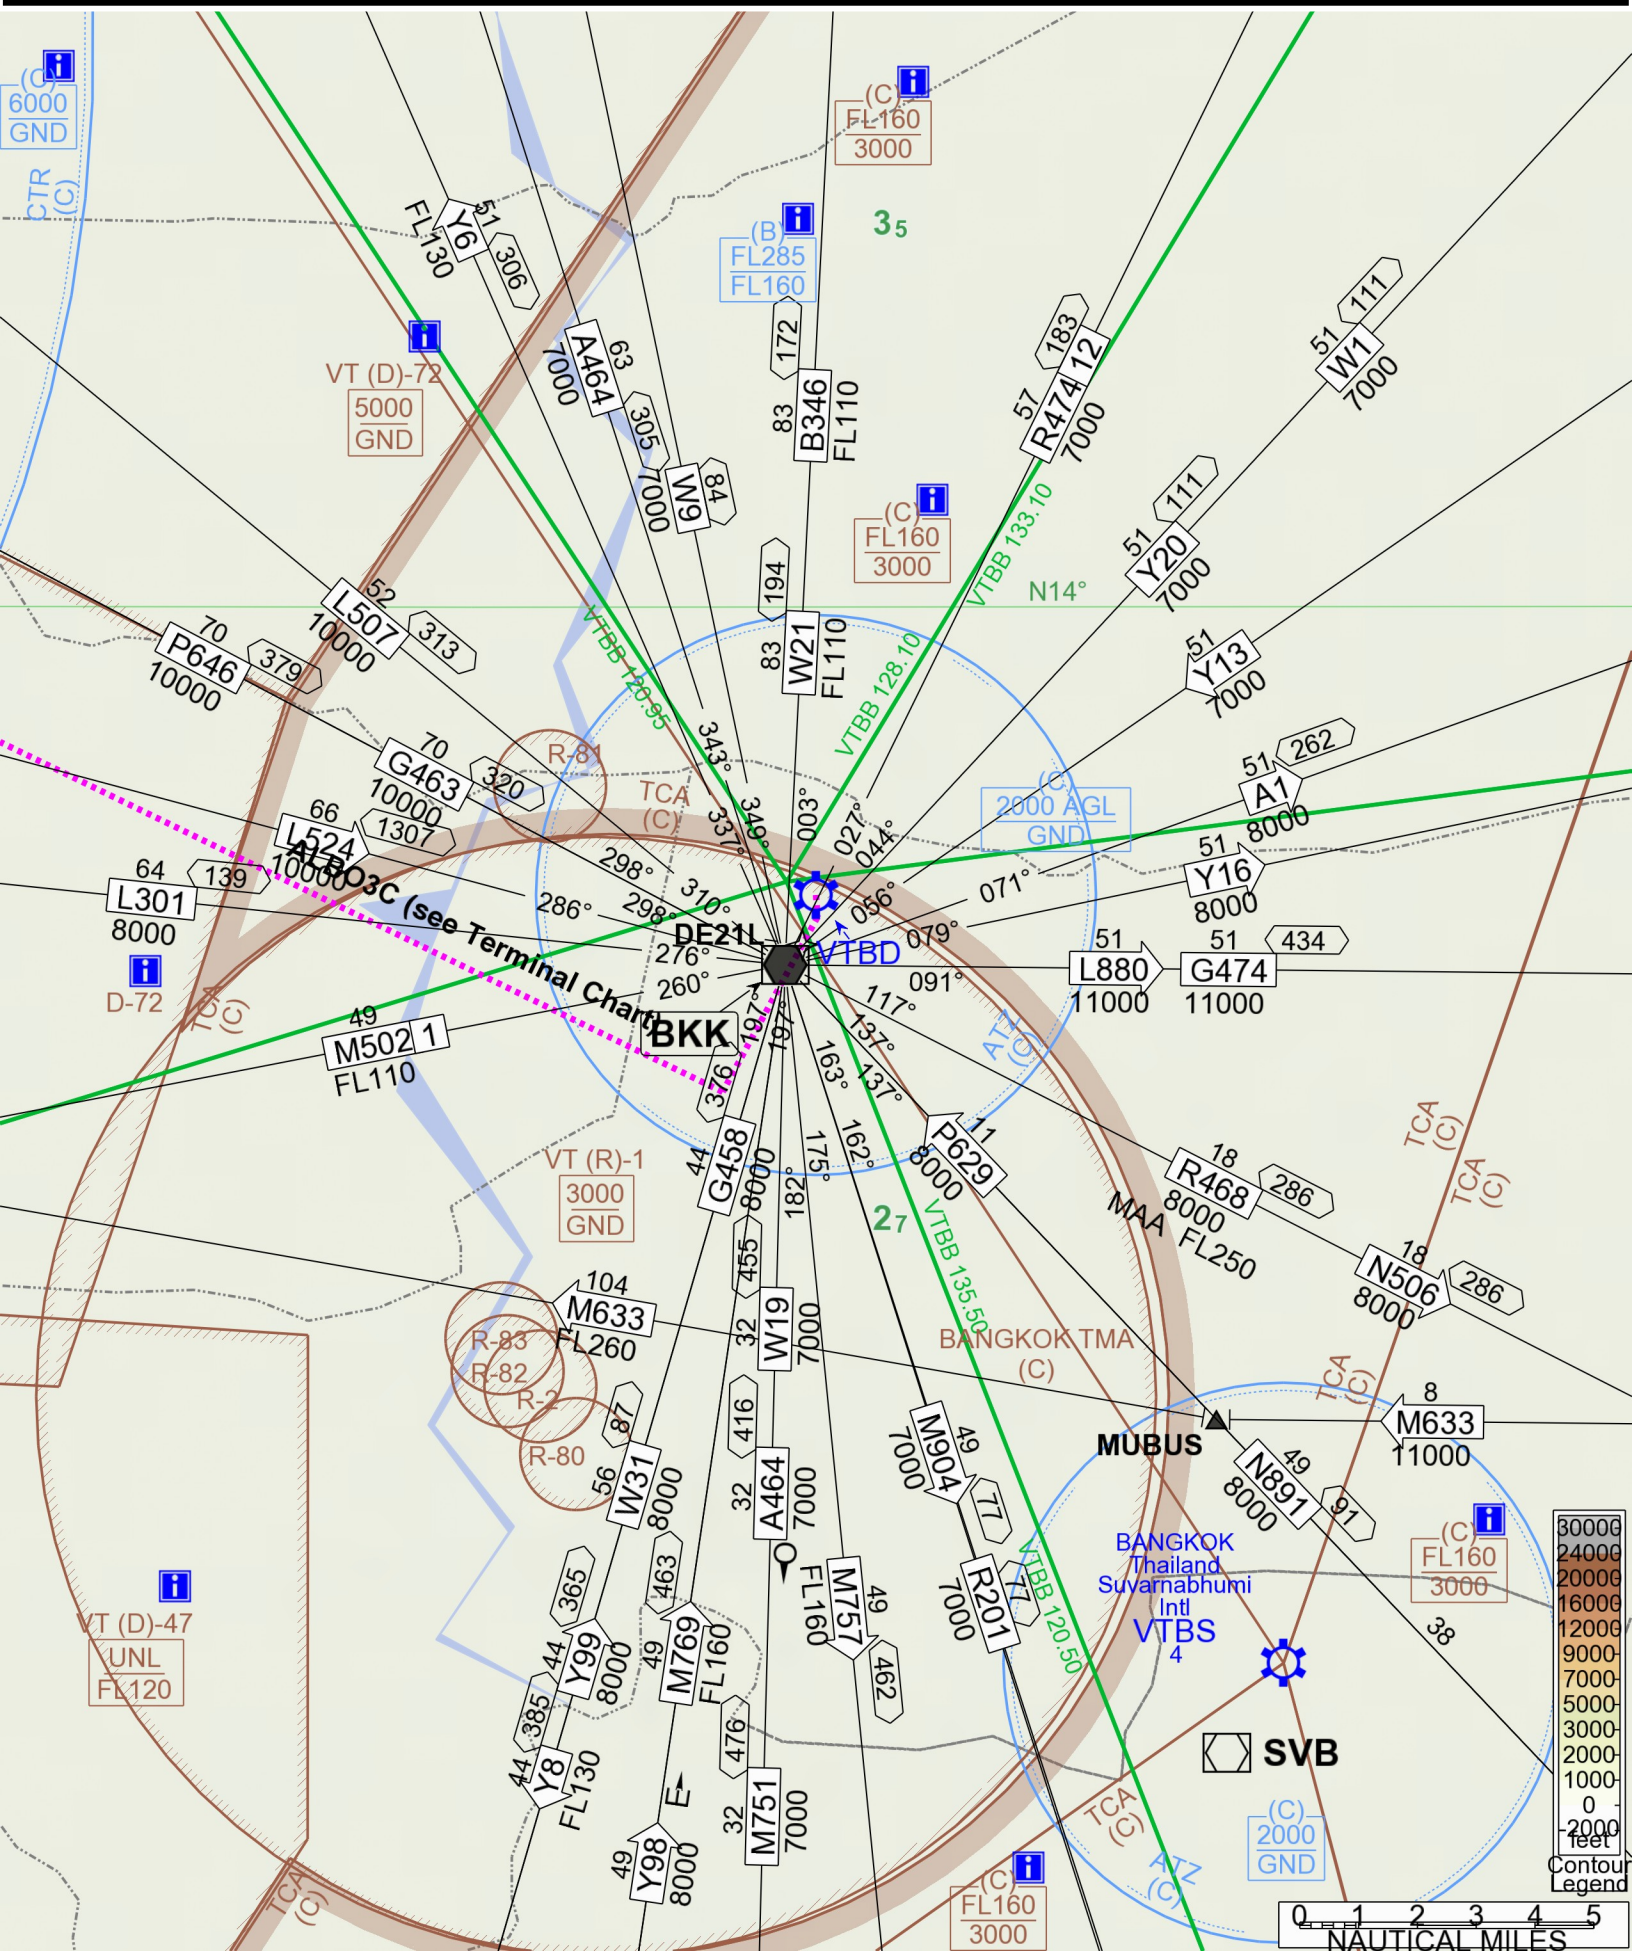 (C)
6000
GND
CTR
(C)
(C)
FL160
3000
(B)
FL285
FL160
35
Y6
51
FL130
306
VT (D)-72
5000
GND
A464
63
7000
305
W9
7000
84
172
83
B346
FL110
183
57
R474 12
7000
111
51
W1
7000
111
51
Y20
7000
(C)
FL160
3000
VTBB 133.10
N14°
194
83
W21
FL110
VTBB 128.10
VTBB 120.95
51
Y13
7000
52
L507
10000
313
70
P646
10000
379
70
G463
10000
320
R-81
TCA
(C)
262
51
A1
8000
51
Y16
8000
(C
2000 AGL
GND
66
L524
10000
1307
64
L301
8000
139
ALBO3C (see Terminal Chart)
D-72
TCA
(C)
49
M502 1
FL110
343°
349°
337°
003°
027°
044°
056°
071°
079°
091°
117°
137°
137°
163°
162°
175°
182°
197°
197°
260°
276°
286°
298°
298°
310°
DE21L
VTBD
BKK
51
L880
11000
51
G474
11000
434
ATZ
(C)
376
44
G458
8000
VT (R)-1
3000
GND
11
P629
8000
18
R468
8000
286
MAA FL250
18
N506
8000
286
TCA
(C)
TCA
(C)
TCA
(C)
27
VTBB 135.50
455
32
W19
7000
104
M633
FL260
BANGKOK TMA
(C)
R-83
R-82
R-2
R-80
87
56
W31
8000
416
32
A464
7000
M904
49
7000
77
MUBUS
8
M633
11000
49
N891
8000
91
38
R201
7000
77
VTBB 120.50
M757
49
FL160
462
365
44
Y99
8000
463
49
M769
FL160
385
44
Y8
FL130
476
32
M751
7000
E
49
Y98
8000
VT (D)-47
UNL
FL120
BANGKOK
Thailand
Suvarnabhumi
Intl
VTBS
4
SVB
(C)
FL160
3000
(C)
2000
GND
TCA
(C)
ATZ
(C)
(C)
FL160
3000
TCA
(C)
30000
24000
20000
16000
12000
9000
7000
5000
3000
2000
1000
0
-2000
feet
Contour
Legend
0 1 2 3 4 5
NAUTICAL MILES